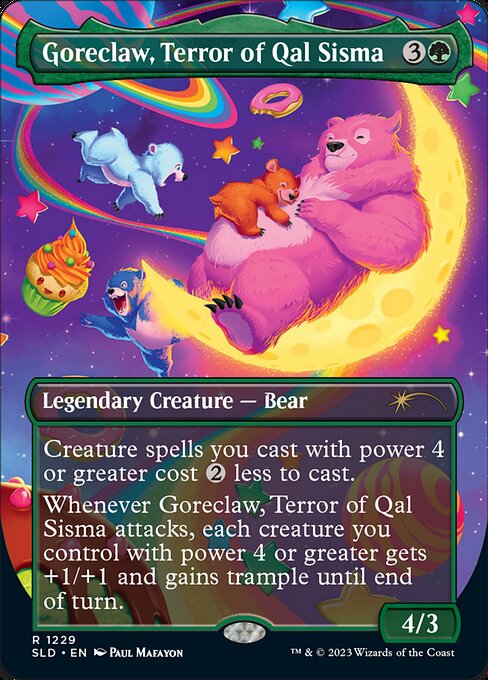 Goreclaw, Terror of Qal Sisma 3
Legendary Creature — Bear
Creature spells you cast with power 4
or greater cost 2 less to cast.
Whenever Goreclaw, Terror of Qal
Sisma attacks, each creature you
control with power 4 or greater gets
+1/+1 and gains trample until end
of turn.
4/3
R 1229
SLD • EN Paul Mafayon
™ & © 2023 Wizards of the Coast